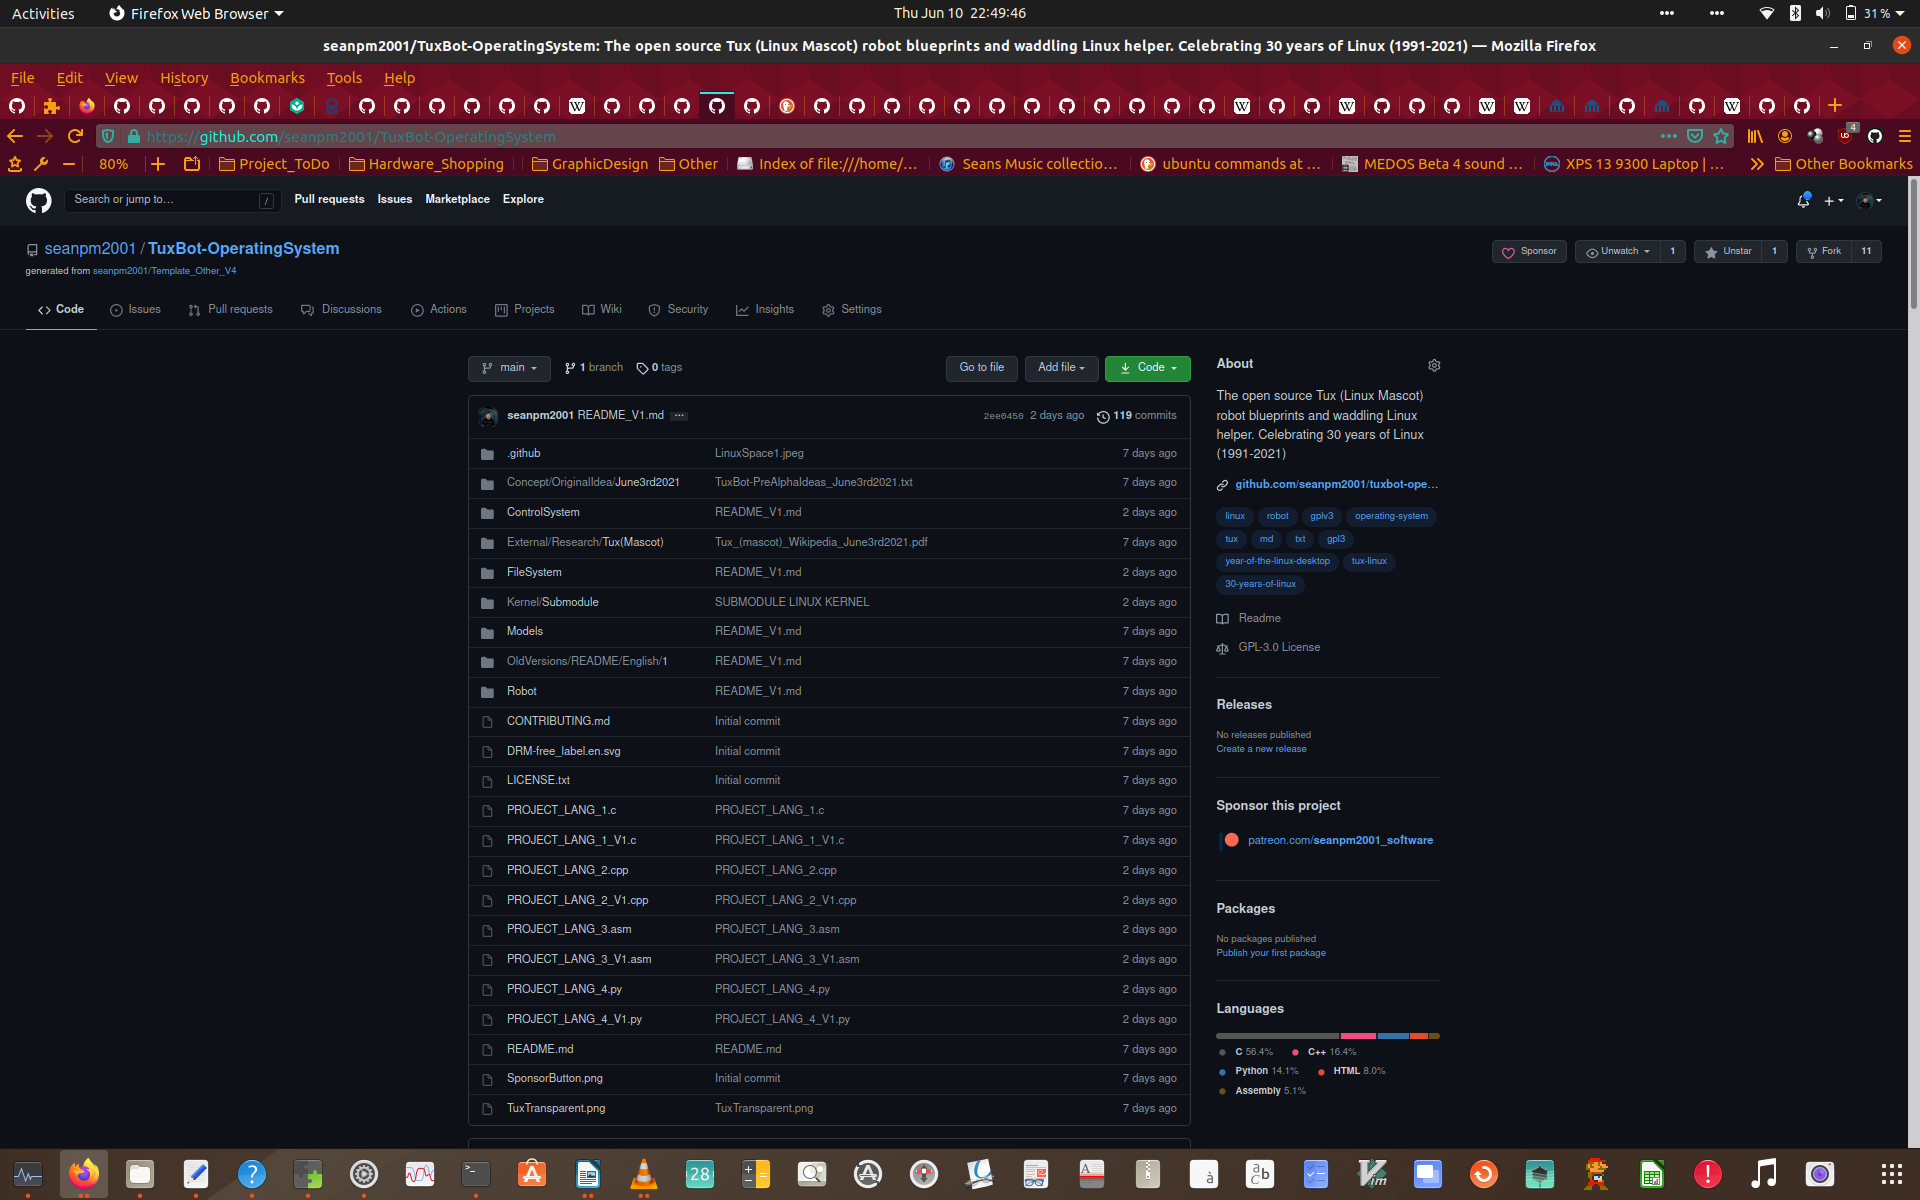 Activities Firefox Web Browser Thu Jun 10 22:49:46 31 %
seanpm2001/TuxBot-OperatingSystem: The open source Tux (Linux Mascot) robot blueprints and waddling Linux helper. Celebrating 30 years of Linux (1991-2021) — Mozilla Firefox
File Edit View History Bookmarks Tools Help
https://github.com/seanpm2001/TuxBot-OperatingSystem 4
80% Project_ToDo Hardware_Shopping GraphicDesign Other Index of file:///home/... Seans Music collectio... ubuntu commands at ... MEDOS Beta 4 sound ... XPS 13 9300 Laptop | ... Other Bookmarks
Search or jump to... / Pull requests Issues Marketplace Explore
seanpm2001 / TuxBot-OperatingSystem Sponsor Unwatch 1 Unstar 1 Fork 11
generated from seanpm2001/Template_Other_V4
Code Issues Pull requests Discussions Actions Projects Wiki Security Insights Settings
main 1 branch 0 tags Go to file Add file Code
seanpm2001 README_V1.md ... 2ee0450 2 days ago 119 commits
.github LinuxSpace1.jpeg 7 days ago
Concept/OriginalIdea/June3rd2021 TuxBot-PreAlphaIdeas_June3rd2021.txt 7 days ago
ControlSystem README_V1.md 2 days ago
External/Research/Tux(Mascot) Tux_(mascot)_Wikipedia_June3rd2021.pdf 7 days ago
FileSystem README_V1.md 2 days ago
Kernel/Submodule SUBMODULE LINUX KERNEL 2 days ago
Models README_V1.md 7 days ago
OldVersions/README/English/1 README_V1.md 7 days ago
Robot README_V1.md 7 days ago
CONTRIBUTING.md Initial commit 7 days ago
DRM-free_label.en.svg Initial commit 7 days ago
LICENSE.txt Initial commit 7 days ago
PROJECT_LANG_1.c PROJECT_LANG_1.c 7 days ago
PROJECT_LANG_1_V1.c PROJECT_LANG_1_V1.c 7 days ago
PROJECT_LANG_2.cpp PROJECT_LANG_2.cpp 2 days ago
PROJECT_LANG_2_V1.cpp PROJECT_LANG_2_V1.cpp 2 days ago
PROJECT_LANG_3.asm PROJECT_LANG_3.asm 2 days ago
PROJECT_LANG_3_V1.asm PROJECT_LANG_3_V1.asm 2 days ago
PROJECT_LANG_4.py PROJECT_LANG_4.py 2 days ago
PROJECT_LANG_4_V1.py PROJECT_LANG_4_V1.py 2 days ago
README.md README.md 7 days ago
SponsorButton.png Initial commit 7 days ago
TuxTransparent.png TuxTransparent.png 7 days ago
About
The open source Tux (Linux Mascot)
robot blueprints and waddling Linux
helper. Celebrating 30 years of Linux
(1991-2021)
github.com/seanpm2001/tuxbot-ope...
linux robot gplv3 operating-system
tux md txt gpl3
year-of-the-linux-desktop tux-linux
30-years-of-linux
Readme
GPL-3.0 License
Releases
No releases published
Create a new release
Sponsor this project
patreon.com/seanpm2001_software
Packages
No packages published
Publish your first package
Languages
C 56.4% C++ 16.4%
Python 14.1% HTML 8.0%
Assembly 5.1%
28